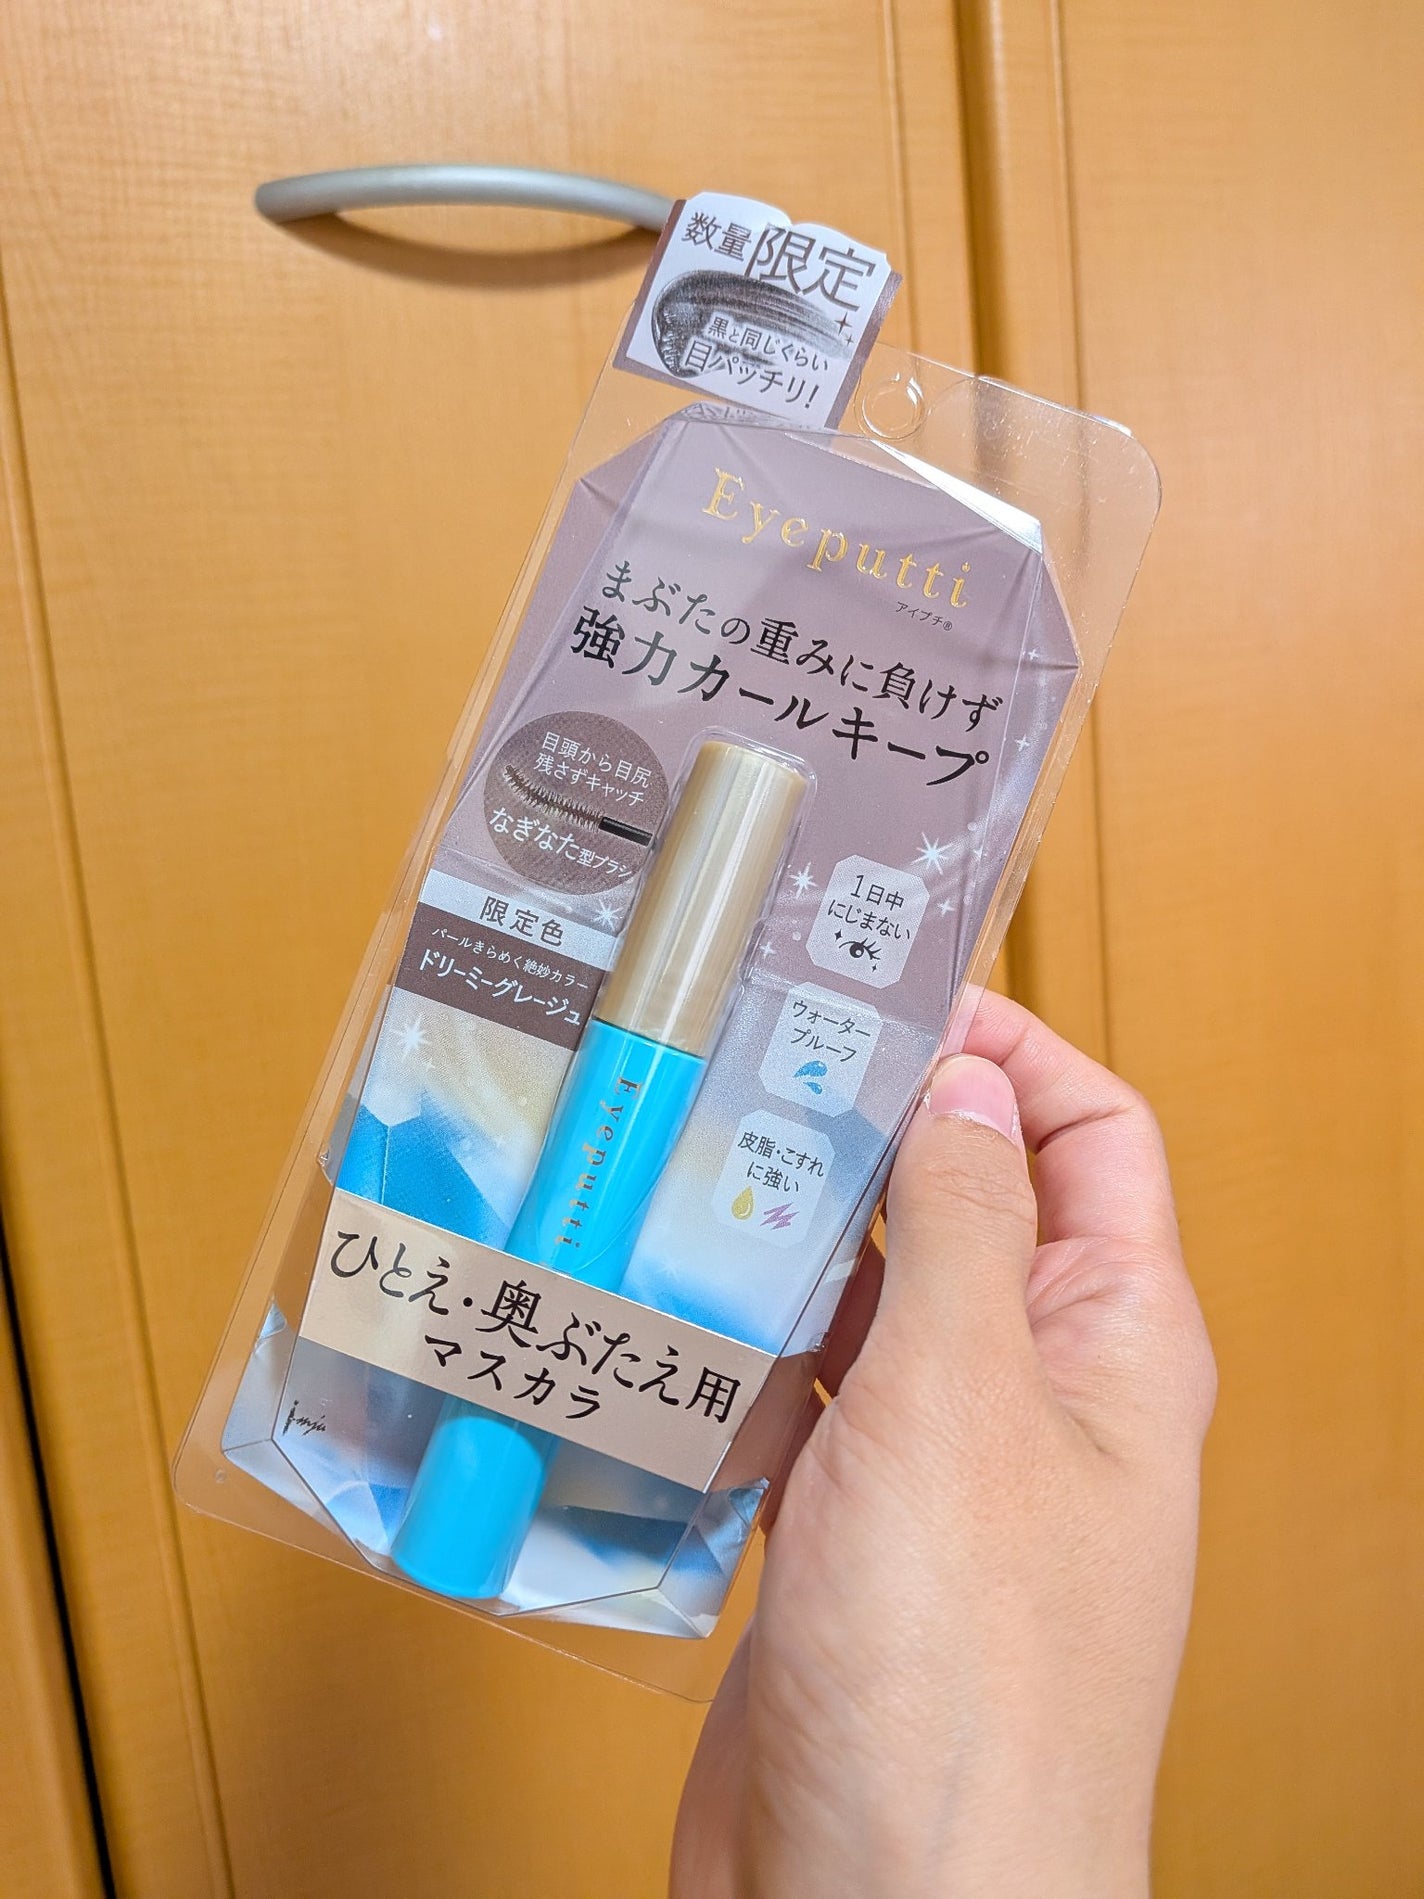 数量限定
黒と同じぐらい
目パッチリ!
Eyeputti
アイプチ®
まぶたの重みに負けず
強力カールキープ
目頭から目尻
残さずキャッチ
なぎなた型ブラシ
限定色
パールきらめく絶妙カラー
ドリーミーグレージュ
1日中
にじまない
ウォーター
プルーフ
皮脂・こすれ
に強い
Eyeputti
ひとえ・奥ぶたえ用
マスカラ